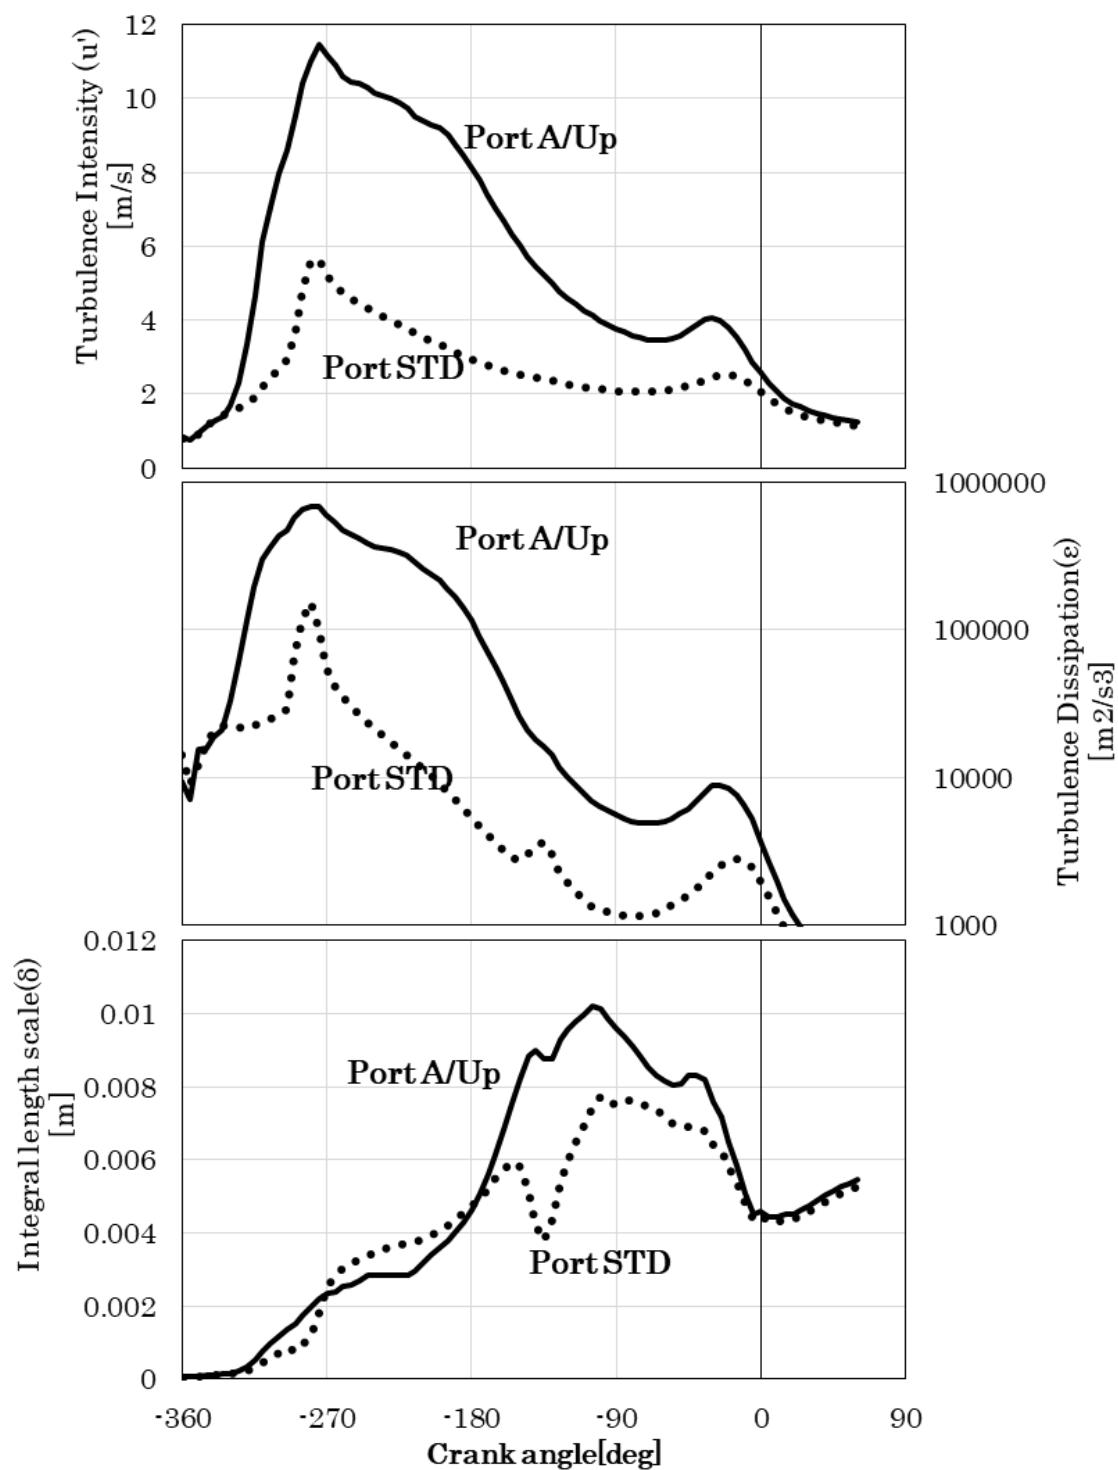 Turbulence Intensity (u')
[m/s]
12
10
8
6
4
2
0
Port A/Up
Port STD
1000000
100000
10000
1000
Turbulence Dissipation(ε)
[m2/s3]
Port A/Up
Port STD
Integral length scale(δ)
[m]
0.012
0.01
0.008
0.006
0.004
0.002
0
Port A/Up
Port STD
-360 -270 -180 -90 0 90
Crank angle[deg]